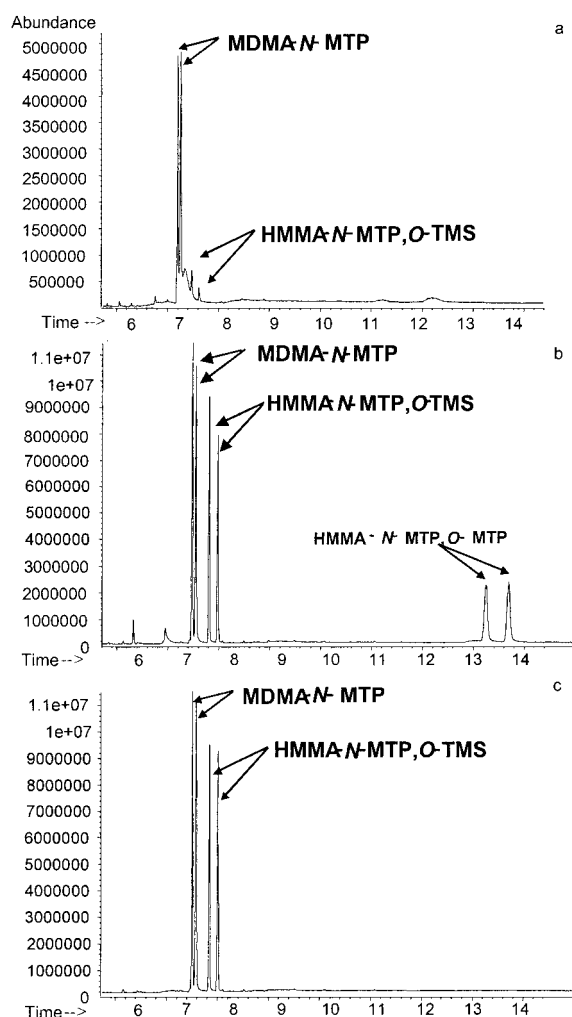 Abundance
a
5000000
4500000
4000000
3500000
3000000
2500000
2000000
1500000
1000000
500000
MDMA-N- MTP
HMMA-N-MTP,O-TMS
Time --> 6 7 8 9 10 11 12 13 14
b
1.1e+07
1e+07
9000000
8000000
7000000
6000000
5000000
4000000
3000000
2000000
1000000
0
MDMA-N-MTP
HMMA-N-MTP,O-TMS
HMMA - N- MTP,O- MTP
Time--> 6 7 8 9 10 11 12 13 14
c
1.1e+07
1e+07
9000000
8000000
7000000
6000000
5000000
4000000
3000000
2000000
1000000
0
MDMA-N- MTP
HMMA-N-MTP,O-TMS
Time--> 6 7 8 9 10 11 12 13 14